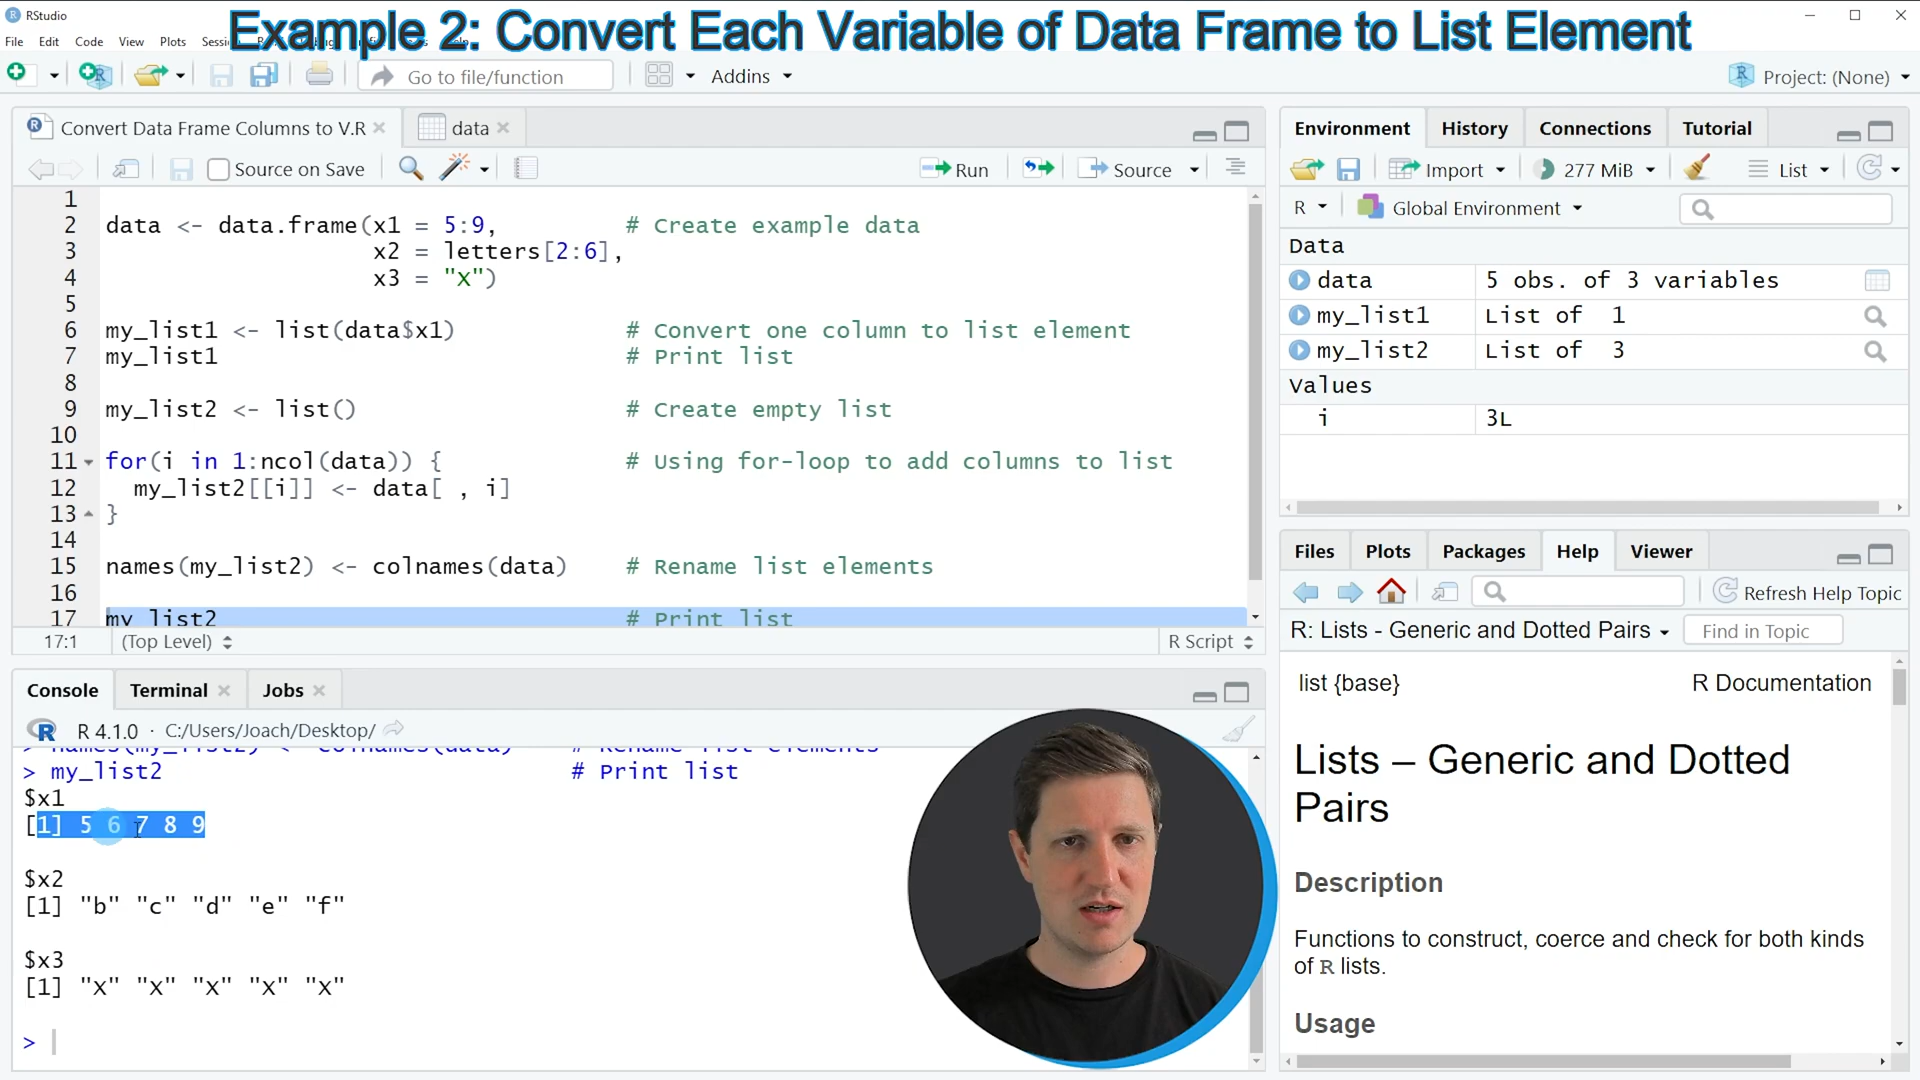 RStudio
Example 2: Convert Each Variable of Data Frame to List Element
File Edit Code View Plots
Go to file/function
Addins
Project: (None)
Convert Data Frame Columns to V.R
data
Source on Save
Run
Source
1
2 data <- data.frame(x1 = 5:9, # Create example data
3 x2 = letters[2:6],
4 x3 = "x")
5
6 my_list1 <- list(data$x1) # Convert one column to list element
7 my_list1 # Print list
8
9 my_list2 <- list() # Create empty list
10
11 for(i in 1:ncol(data)) { # Using for-loop to add columns to list
12 my_list2[[i]] <- data[ , i]
13 }
14
15 names(my_list2) <- colnames(data) # Rename list elements
16
17 my_list2 # Print list
17:1 (Top Level) R Script
Console Terminal Jobs
R 4.1.0 · C:/Users/Joach/Desktop/
> names(my_list2) <- colnames(data) # Rename list elements
> my_list2 # Print list
$x1
[1] 5 6 7 8 9
$x2
[1] "b" "c" "d" "e" "f"
$x3
[1] "x" "x" "x" "x" "x"
>
Environment History Connections Tutorial
Import 277 MiB List
R Global Environment
Data
data 5 obs. of 3 variables
my_list1 List of 1
my_list2 List of 3
Values
i 3L
Files Plots Packages Help Viewer
Refresh Help Topic
R: Lists - Generic and Dotted Pairs Find in Topic
list {base} R Documentation
Lists – Generic and Dotted
Pairs
Description
Functions to construct, coerce and check for both kinds
of R lists.
Usage